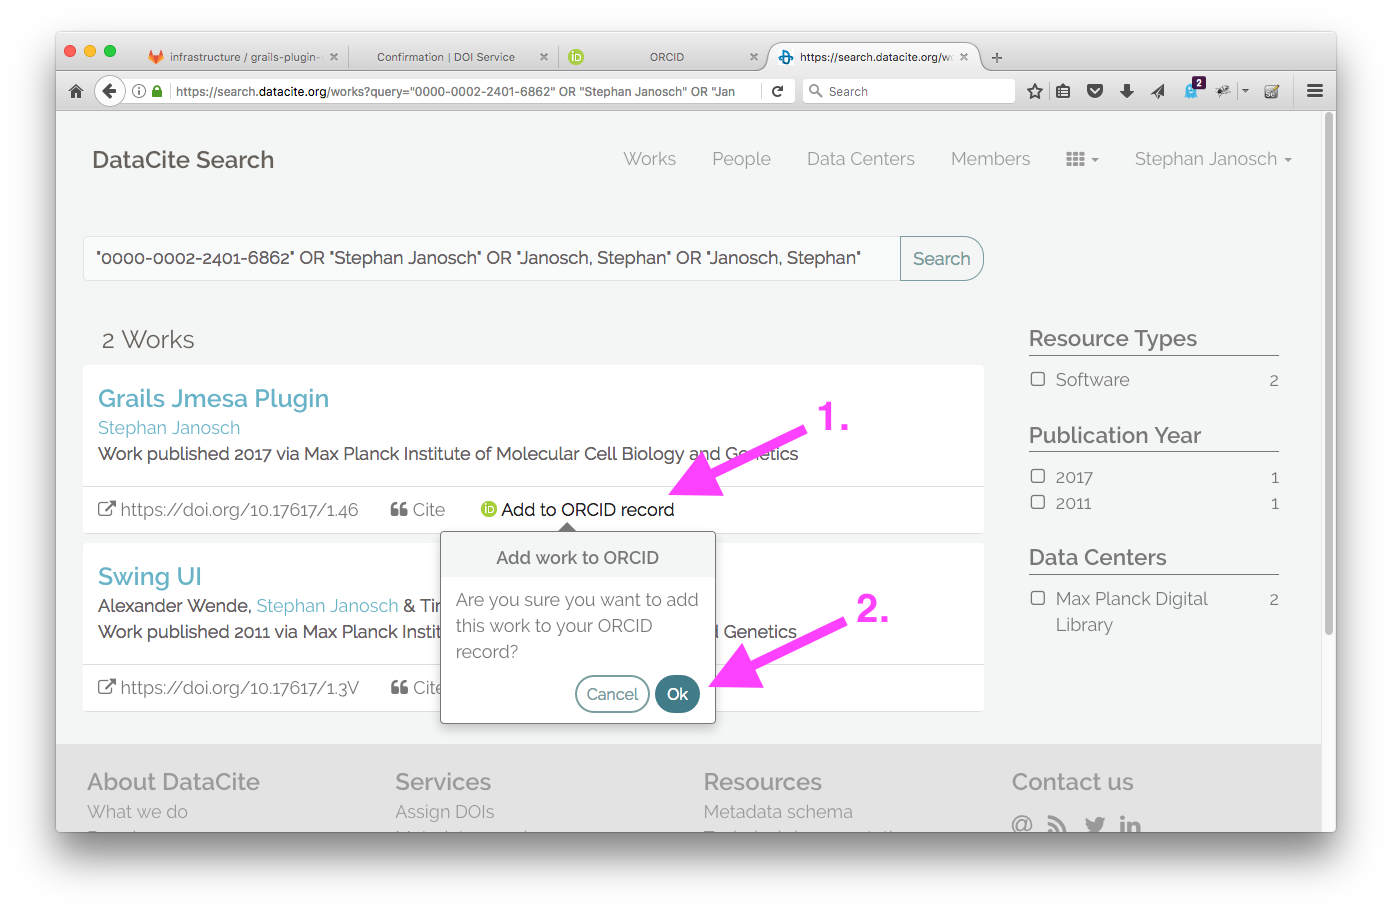 infrastructure / grails-plugin-
Confirmation | DOI Service
iD ORCID
https://search.datacite.org/wo
https://search.datacite.org/works?query="0000-0002-2401-6862" OR "Stephan Janosch" OR "Jan
Search
2
DataCite Search
Works People Data Centers Members Stephan Janosch
"0000-0002-2401-6862" OR "Stephan Janosch" OR "Janosch, Stephan" OR "Janosch, Stephan"
Search
2 Works
Grails Jmesa Plugin
Stephan Janosch
Work published 2017 via Max Planck Institute of Molecular Cell Biology and Genetics
https://doi.org/10.17617/1.46 Cite iD Add to ORCID record
1.
Add work to ORCID
Are you sure you want to add
this work to your ORCID
record?
Cancel Ok
2.
Swing UI
Alexander Wende, Stephan Janosch & Tim
Work published 2011 via Max Planck Instit
Genetics
https://doi.org/10.17617/1.3V Cite
Resource Types
Software 2
Publication Year
2017 1
2011 1
Data Centers
Max Planck Digital 2
Library
About DataCite Services Resources Contact us
What we do Assign DOIs Metadata schema
@ in